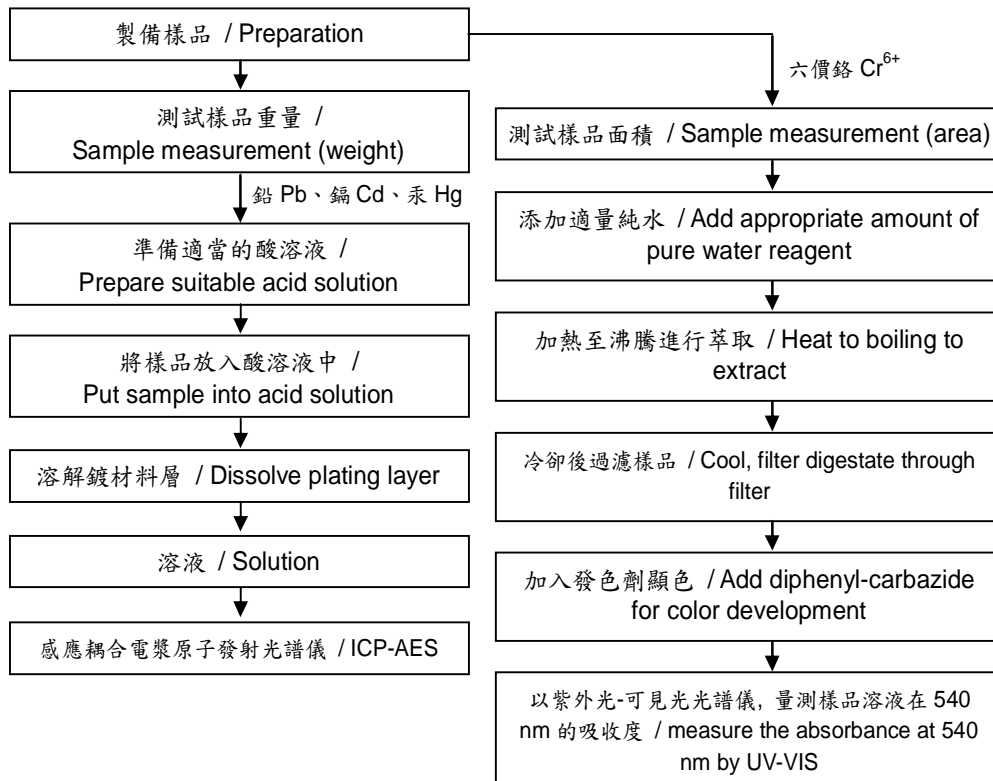 製備樣品 / Preparation
測試樣品重量 /
Sample measurement (weight)
鉛 Pb、鎘 Cd、汞 Hg
準備適當的酸溶液 /
Prepare suitable acid solution
將樣品放入酸溶液中 /
Put sample into acid solution
溶解鍍材料層 / Dissolve plating layer
溶液 / Solution
感應耦合電漿原子發射光譜儀 / ICP-AES
六價鉻 Cr⁶⁺
測試樣品面積 / Sample measurement (area)
添加適量純水 / Add appropriate amount of
pure water reagent
加熱至沸騰進行萃取 / Heat to boiling to
extract
冷卻後過濾樣品 / Cool, filter digestate through
filter
加入發色劑顯色 / Add diphenyl-carbazide
for color development
以紫外光-可見光光譜儀, 量測樣品溶液在 540
nm 的吸收度 / measure the absorbance at 540
nm by UV-VIS